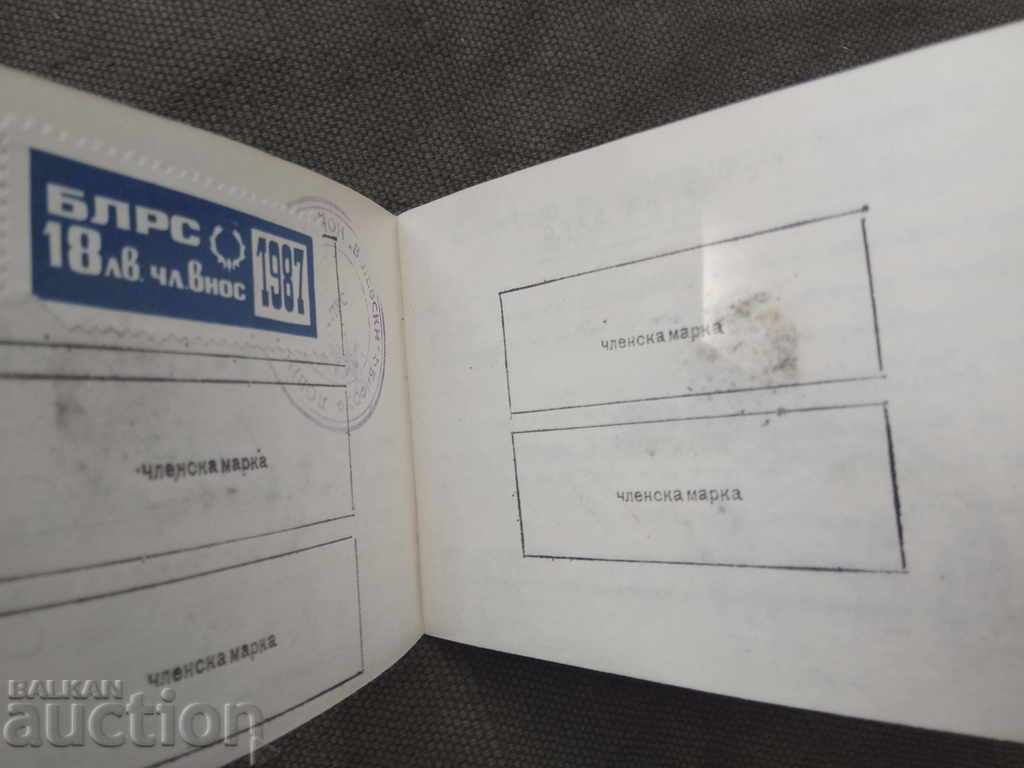 БЛРС
18 лв. чл. внос
1987
членска марка
членска марка
членска марка
членска марка
BALKAN
auction